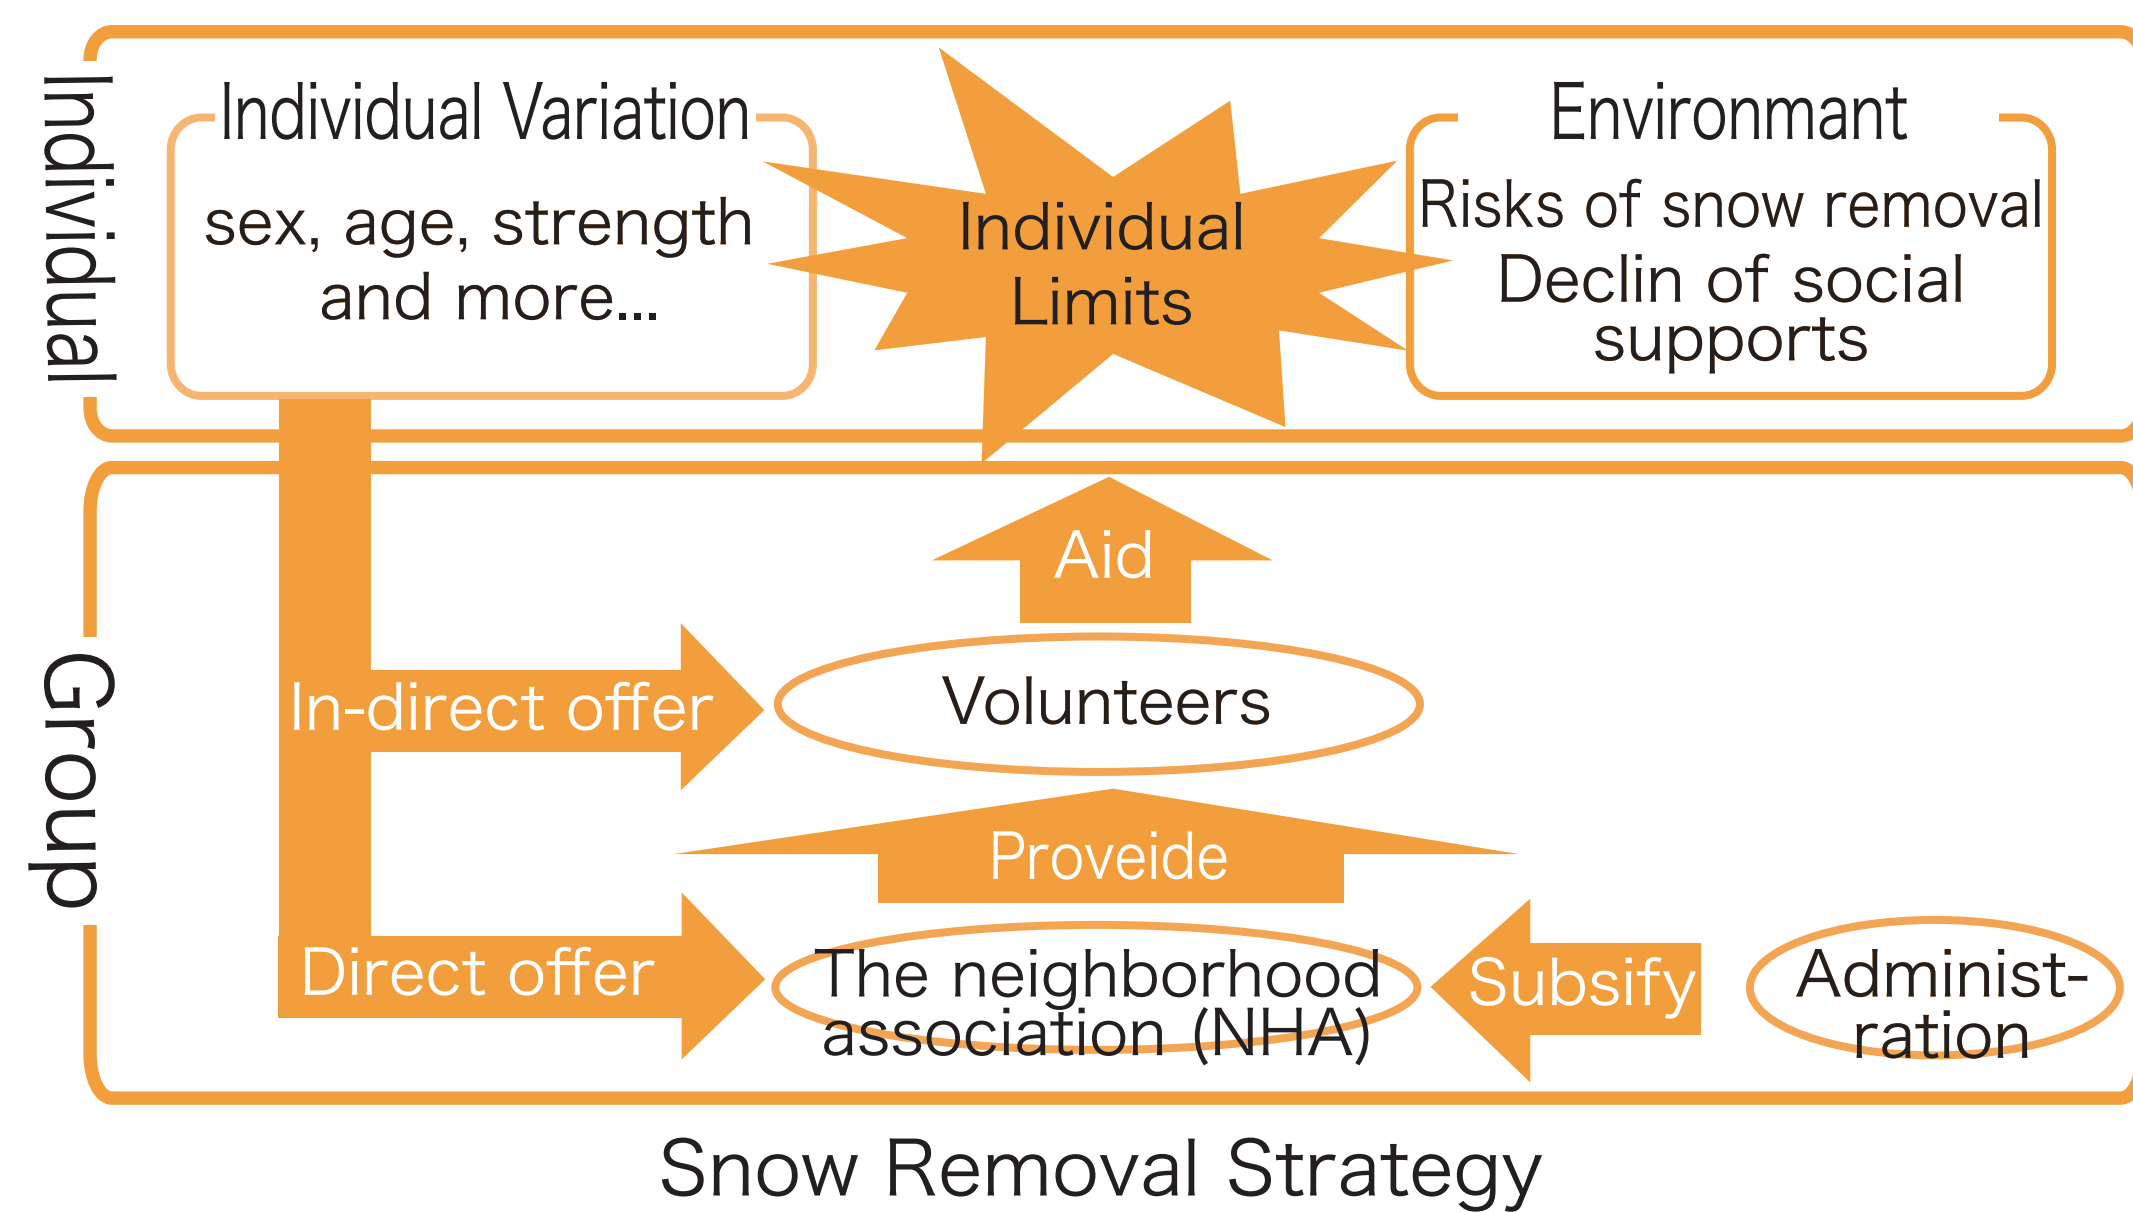 Individual
Individual Variation
sex, age, strength
and more...
Individual
Limits
Environmant
Risks of snow removal
Declin of social
supports
Group
Aid
In-direct offer
Volunteers
Proveide
Direct offer
The neighborhood
association (NHA)
Subsify
Administ-
ration
Snow Removal Strategy